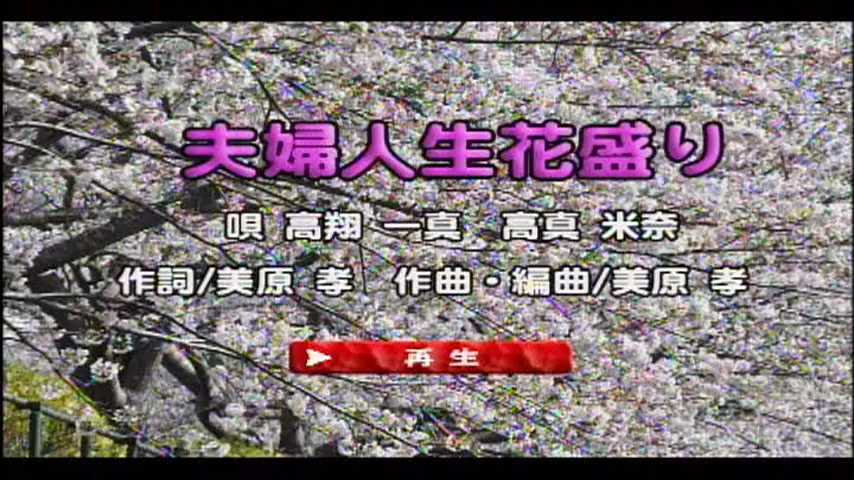 夫婦人生花盛り
唄 高翔 一真 高真 米奈
作詞/美原 孝 作曲・編曲/美原 孝
再生